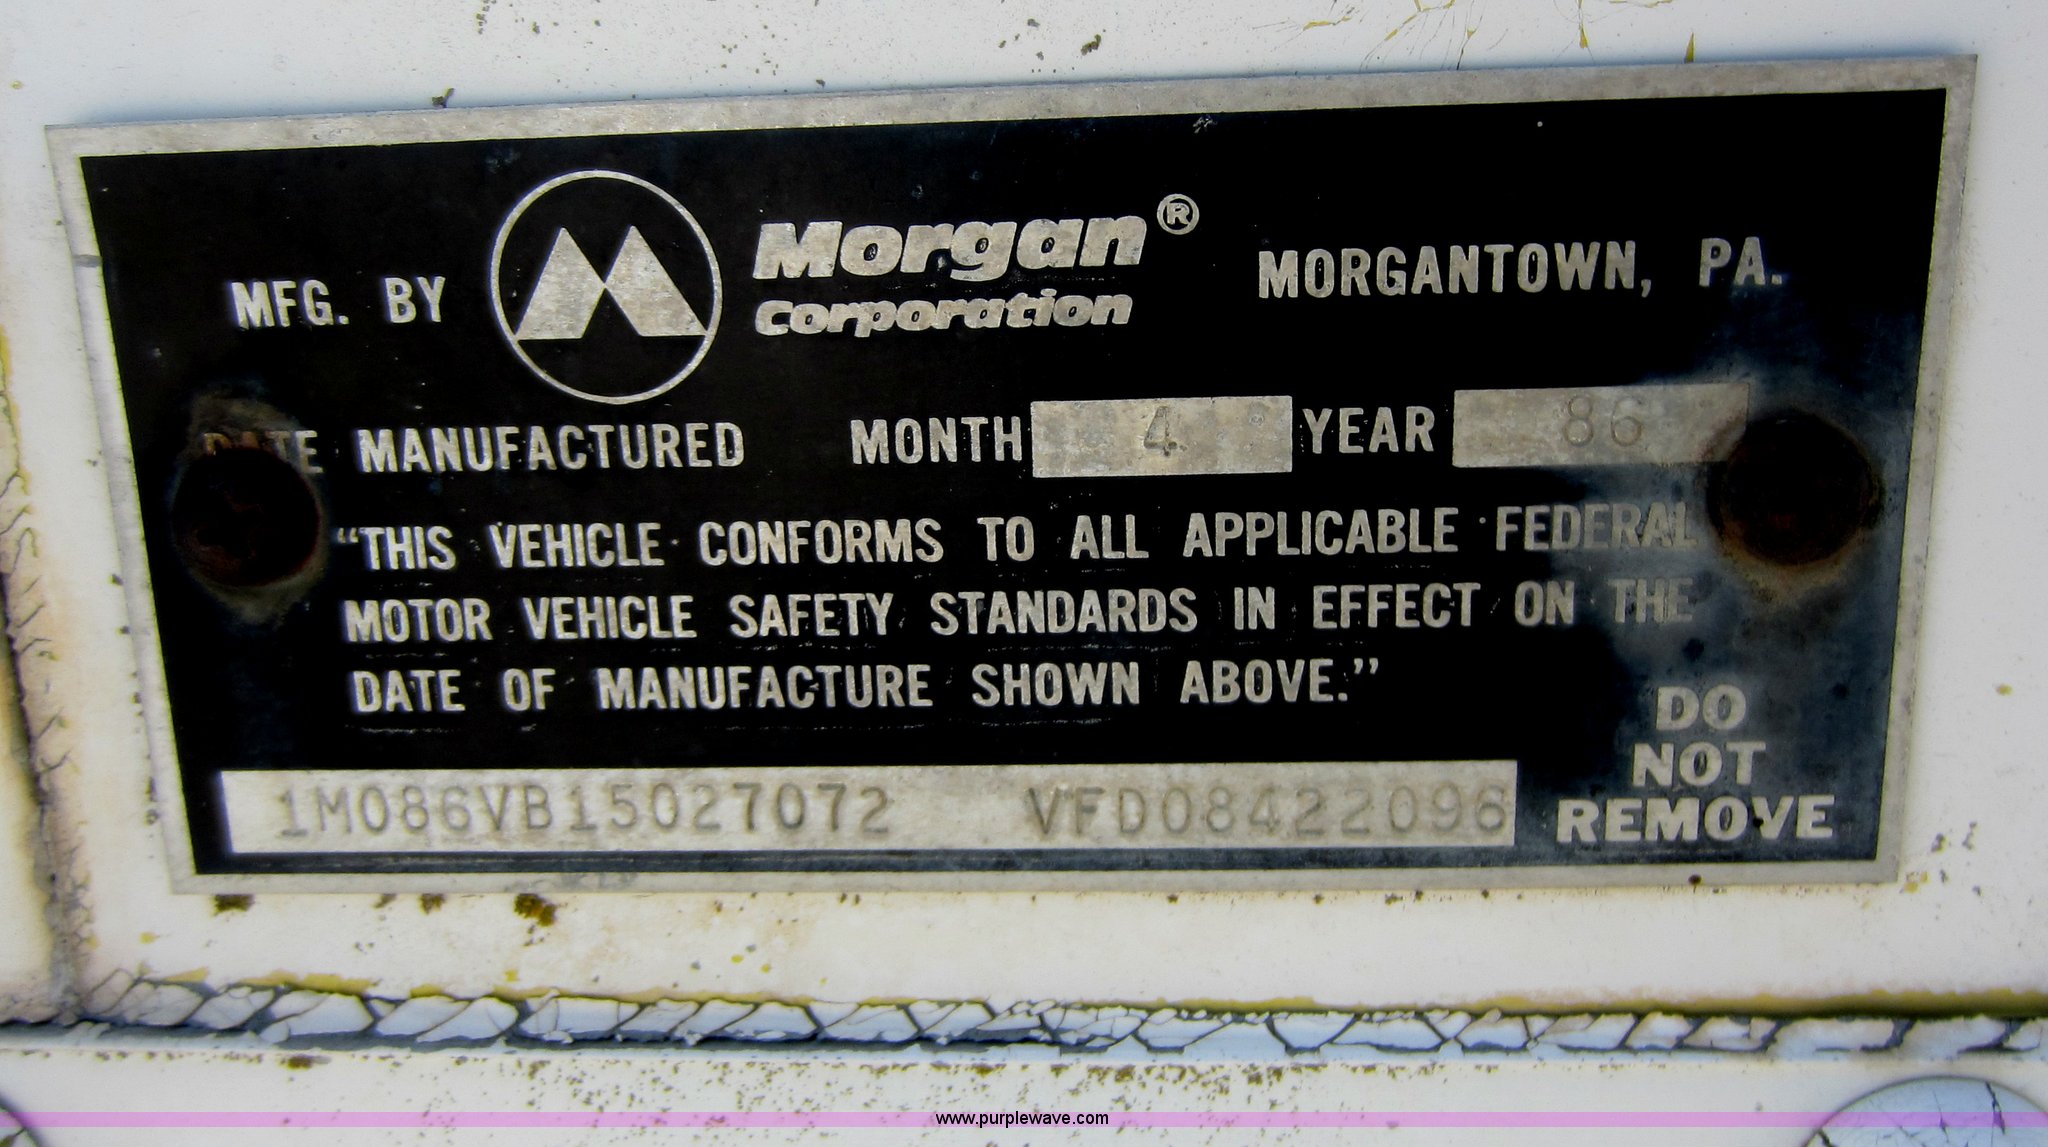 MFG. BY Morgan® Corporation MORGANTOWN, PA.
DATE MANUFACTURED MONTH 4 YEAR 86
“THIS VEHICLE CONFORMS TO ALL APPLICABLE FEDERAL
MOTOR VEHICLE SAFETY STANDARDS IN EFFECT ON THE
DATE OF MANUFACTURE SHOWN ABOVE.”
DO
NOT
REMOVE
1M086VB15027072 VFD08422096
www.purplewave.com